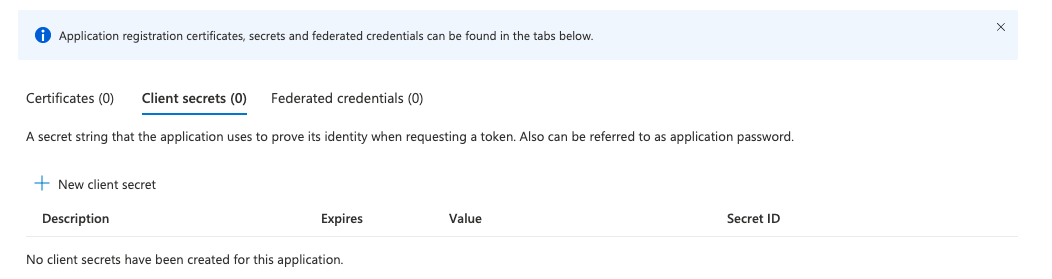 Application registration certificates, secrets and federated credentials can be found in the tabs below.
Certificates (0) Client secrets (0) Federated credentials (0)
A secret string that the application uses to prove its identity when requesting a token. Also can be referred to as application password.
New client secret
Description Expires Value Secret ID
No client secrets have been created for this application.